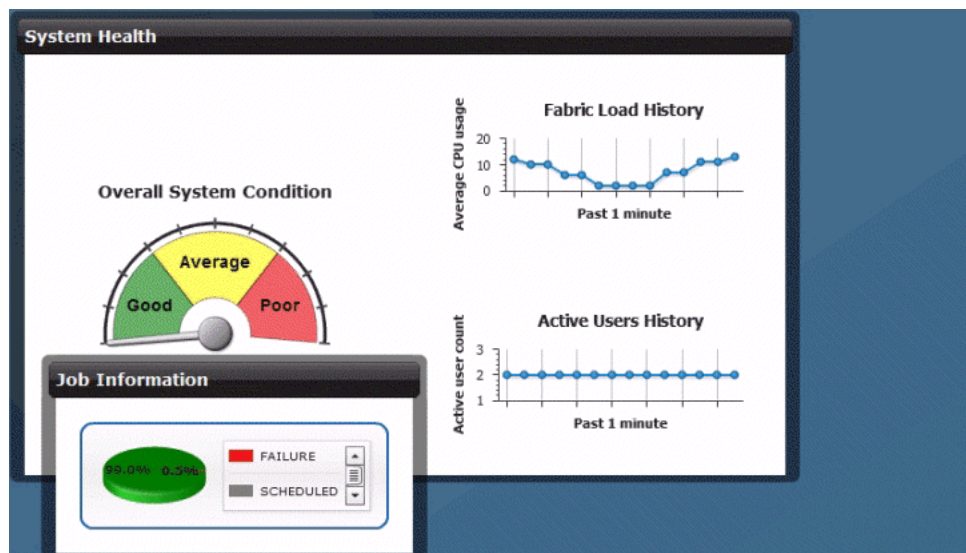 System Health
Fabric Load History
Average CPU usage
20
10
0
Past 1 minute
Overall System Condition
Average
Good
Poor
Active Users History
Active user count
3
2
1
Past 1 minute
Job Information
99.0% 0.5%
FAILURE
SCHEDULED